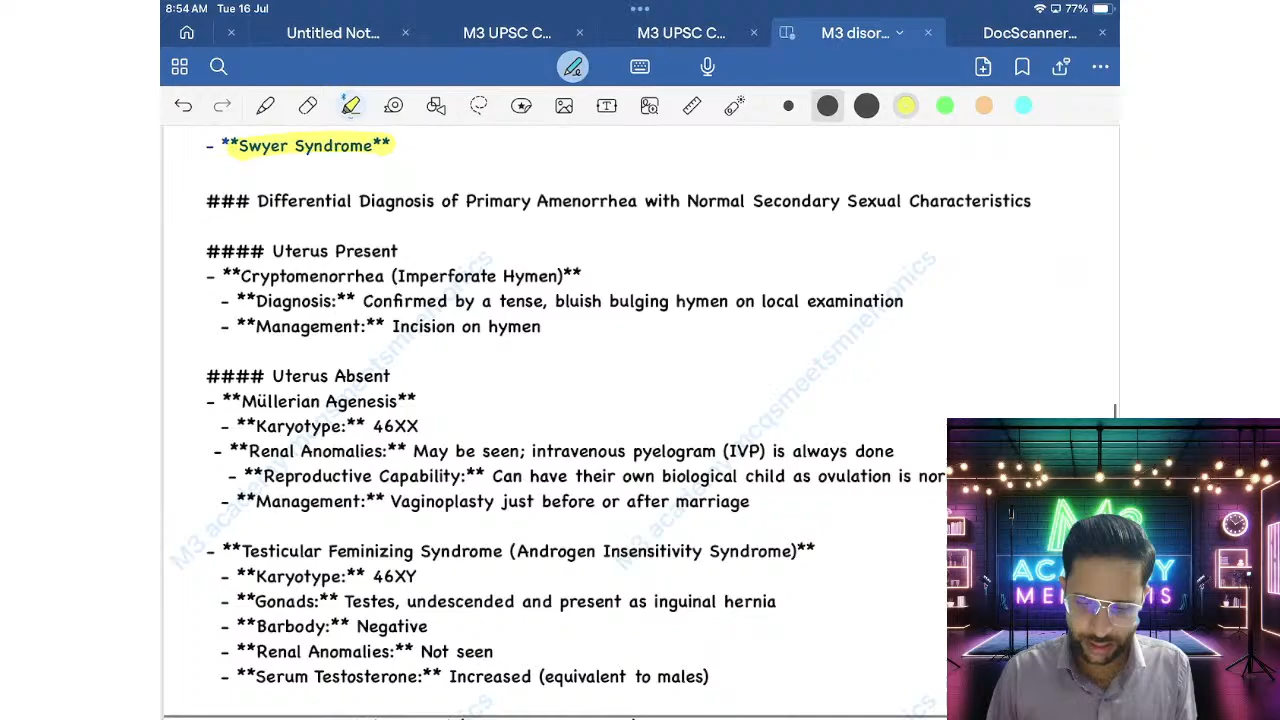 8:54 AM Tue 16 Jul
77%
Untitled Not...
M3 UPSC C...
M3 UPSC C...
M3 disor...
DocScanner...
- **Swyer Syndrome**
### Differential Diagnosis of Primary Amenorrhea with Normal Secondary Sexual Characteristics
#### Uterus Present
- **Cryptomenorrhea (Imperforate Hymen)**
- **Diagnosis:** Confirmed by a tense, bluish bulging hymen on local examination
- **Management:** Incision on hymen
#### Uterus Absent
- **Müllerian Agenesis**
- **Karyotype:** 46XX
- **Renal Anomalies:** May be seen; intravenous pyelogram (IVP) is always done
- **Reproductive Capability:** Can have their own biological child as ovulation is nor
- **Management:** Vaginoplasty just before or after marriage
- **Testicular Feminizing Syndrome (Androgen Insensitivity Syndrome)**
- **Karyotype:** 46XY
- **Gonads:** Testes, undescended and present as inguinal hernia
- **Barbody:** Negative
- **Renal Anomalies:** Not seen
- **Serum Testosterone:** Increased (equivalent to males)
M3 academy mcqsmeetsmnemonics